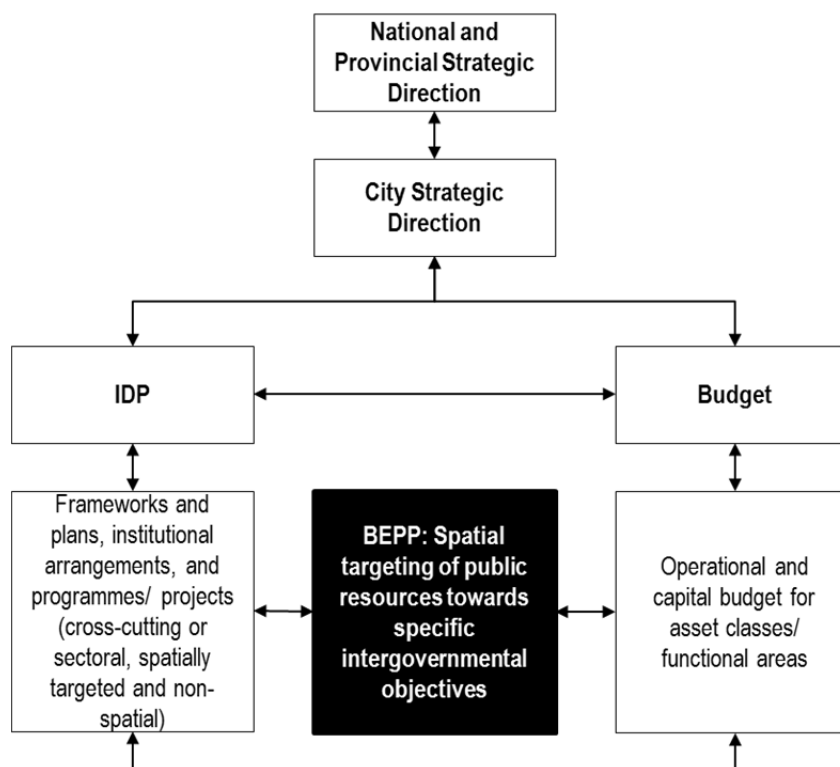 National and
Provincial Strategic
Direction
City Strategic
Direction
IDP
Budget
Frameworks and
plans, institutional
arrangements, and
programmes/ projects
(cross-cutting or
sectoral, spatially
targeted and non-
spatial)
BEPP: Spatial
targeting of public
resources towards
specific
intergovernmental
objectives
Operational and
capital budget for
asset classes/
functional areas